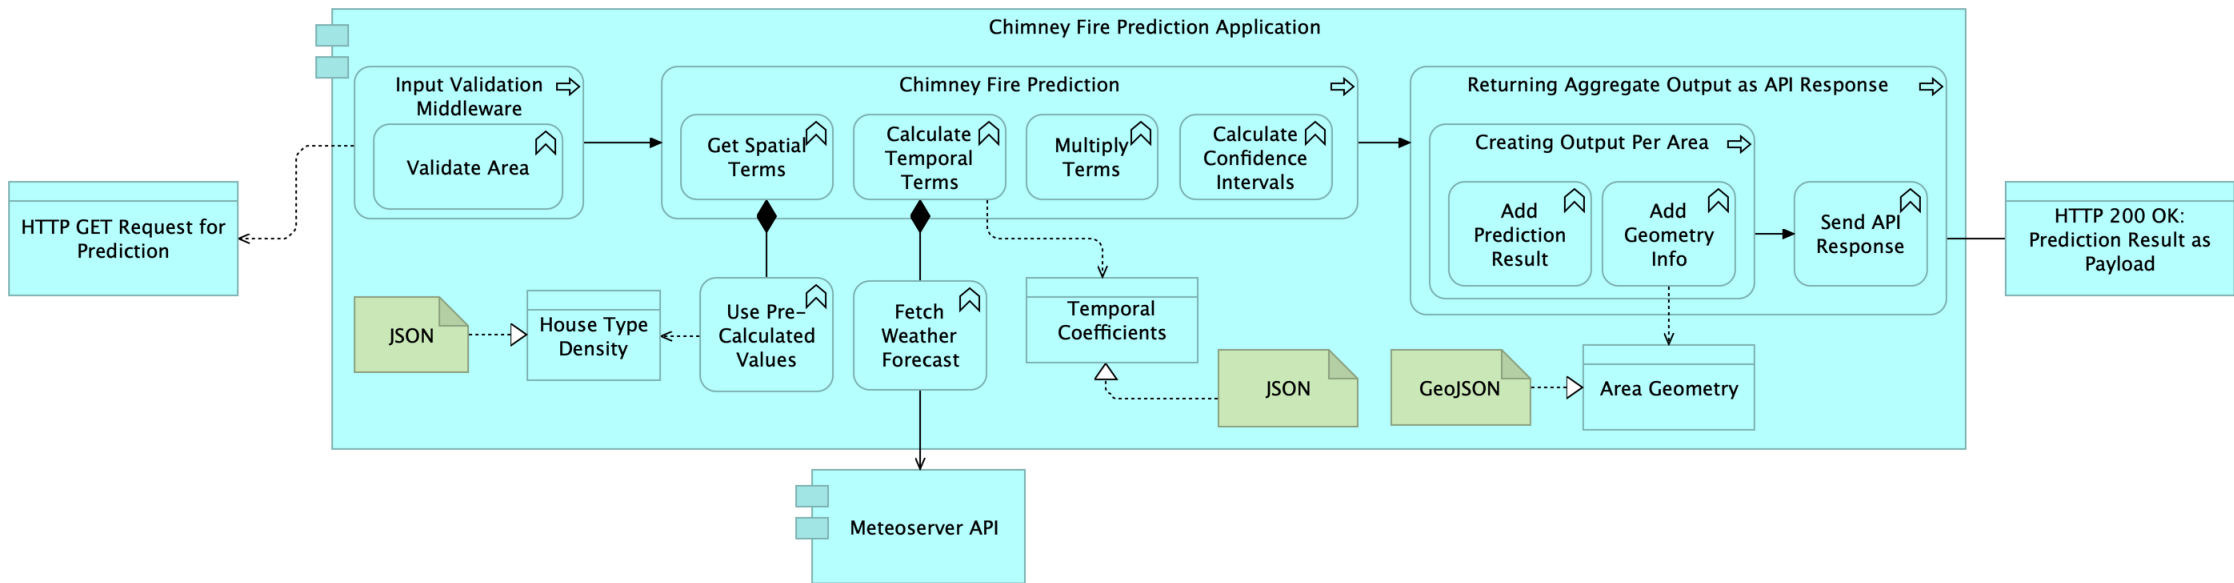 Chimney Fire Prediction Application
Input Validation
Middleware
Validate Area
Chimney Fire Prediction
Get Spatial
Terms
Calculate
Temporal
Terms
Multiply
Terms
Calculate
Confidence
Intervals
Returning Aggregate Output as API Response
Creating Output Per Area
Add
Prediction
Result
Add
Geometry
Info
Send API
Response
HTTP GET Request for
Prediction
HTTP 200 OK:
Prediction Result as
Payload
JSON
House Type
Density
Use Pre-
Calculated
Values
Fetch
Weather
Forecast
Temporal
Coefficients
JSON
GeoJSON
Area Geometry
Meteoserver API